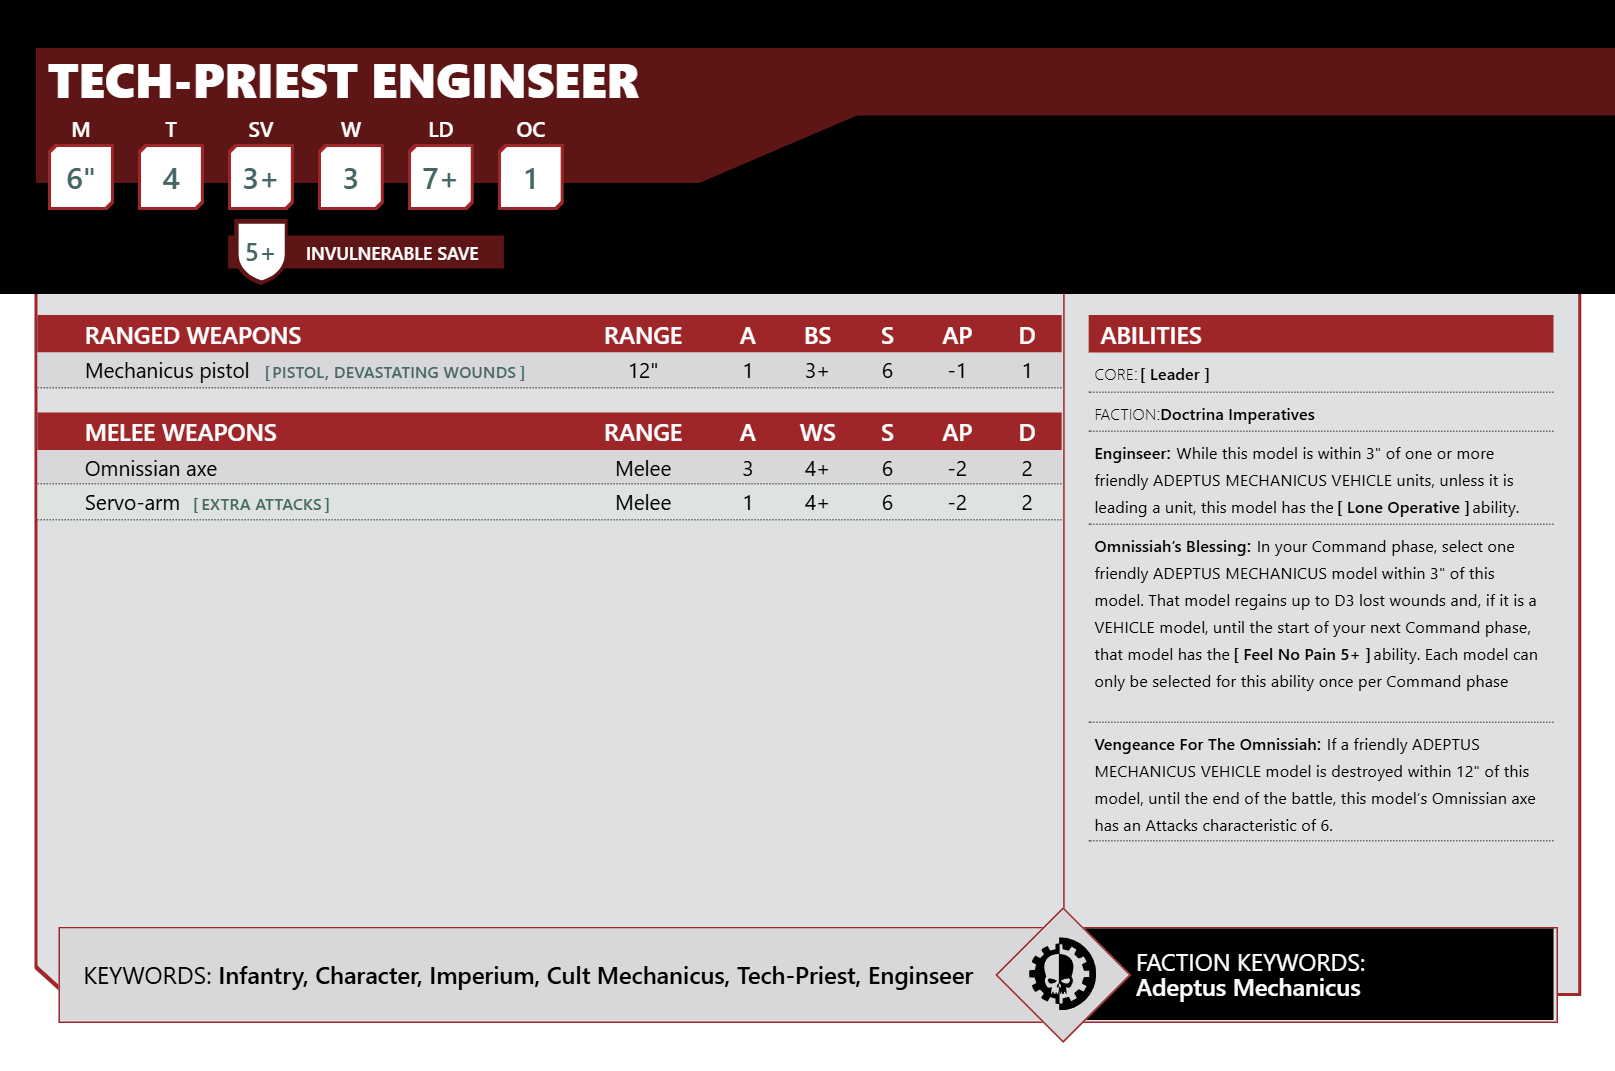 TECH-PRIEST ENGINSEER
M T SV W LD OC
6" 4 3+ 3 7+ 1
5+ INVULNERABLE SAVE
RANGED WEAPONS RANGE A BS S AP D
Mechanicus pistol [ PISTOL, DEVASTATING WOUNDS ] 12" 1 3+ 6 -1 1
MELEE WEAPONS RANGE A WS S AP D
Omnissian axe Melee 3 4+ 6 -2 2
Servo-arm [ EXTRA ATTACKS ] Melee 1 4+ 6 -2 2
ABILITIES
CORE: [ Leader ]
FACTION:Doctrina Imperatives
Enginseer: While this model is within 3" of one or more
friendly ADEPTUS MECHANICUS VEHICLE units, unless it is
leading a unit, this model has the [ Lone Operative ] ability.
Omnissiah’s Blessing: In your Command phase, select one
friendly ADEPTUS MECHANICUS model within 3" of this
model. That model regains up to D3 lost wounds and, if it is a
VEHICLE model, until the start of your next Command phase,
that model has the [ Feel No Pain 5+ ] ability. Each model can
only be selected for this ability once per Command phase
Vengeance For The Omnissiah: If a friendly ADEPTUS
MECHANICUS VEHICLE model is destroyed within 12" of this
model, until the end of the battle, this model’s Omnissian axe
has an Attacks characteristic of 6.
KEYWORDS: Infantry, Character, Imperium, Cult Mechanicus, Tech-Priest, Enginseer
FACTION KEYWORDS:
Adeptus Mechanicus